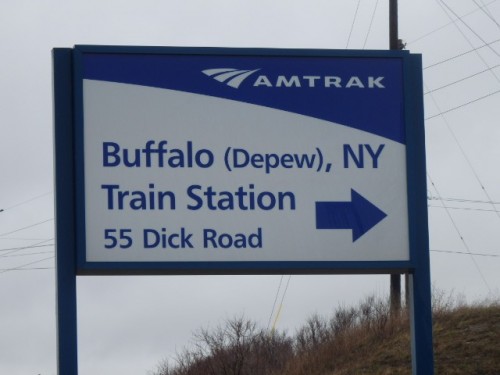 AMTRAK
Buffalo (Depew), NY
Train Station
55 Dick Road